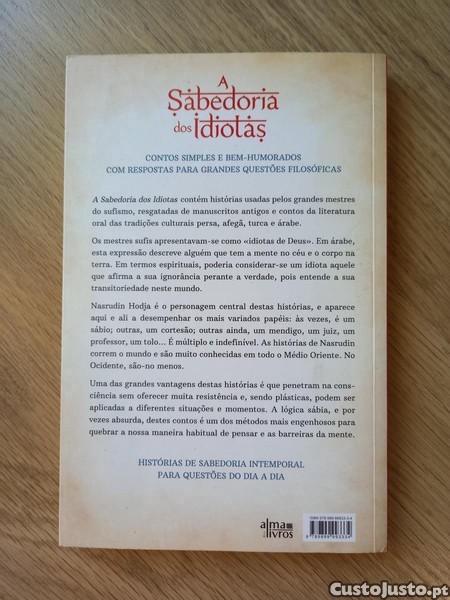 A
Sabedoria
dos Idiotas
CONTOS SIMPLES E BEM-HUMORADOS
COM RESPOSTAS PARA GRANDES QUESTÕES FILOSÓFICAS
A Sabedoria dos Idiotas contém histórias usadas pelos grandes mestres
do sufismo, resgatadas de manuscritos antigos e contos da literatura
oral das tradições culturais persa, afegã, turca e árabe.
Os mestres sufis apresentavam-se como «idiotas de Deus». Em árabe,
esta expressão descreve alguém que tem a mente no céu e o corpo na
terra. Em termos espirituais, poderia considerar-se um idiota aquele
que afirma a sua ignorância perante a verdade, pois entende a sua
transitoriedade neste mundo.
Nasrudin Hodja é o personagem central destas histórias, e aparece
aqui e ali a desempenhar os mais variados papéis: às vezes, é um
sábio; outras, um cortesão; outras ainda, um mendigo, um juiz, um
professor, um tolo... É múltiplo e indefinível. As histórias de Nasrudin
correm o mundo e são muito conhecidas em todo o Médio Oriente. No
Ocidente, são-no menos.
Uma das grandes vantagens destas histórias é que penetram na cons-
ciência sem oferecer muita resistência e, sendo plásticas, podem ser
aplicadas a diferentes situações e momentos. A lógica sábia, e por
vezes absurda, destes contos é um dos métodos mais engenhosos para
quebrar a nossa maneira habitual de pensar e as barreiras da mente.
HISTÓRIAS DE SABEDORIA INTEMPORAL
PARA QUESTÕES DO DIA A DIA
alma
livros
CustoJusto.pt